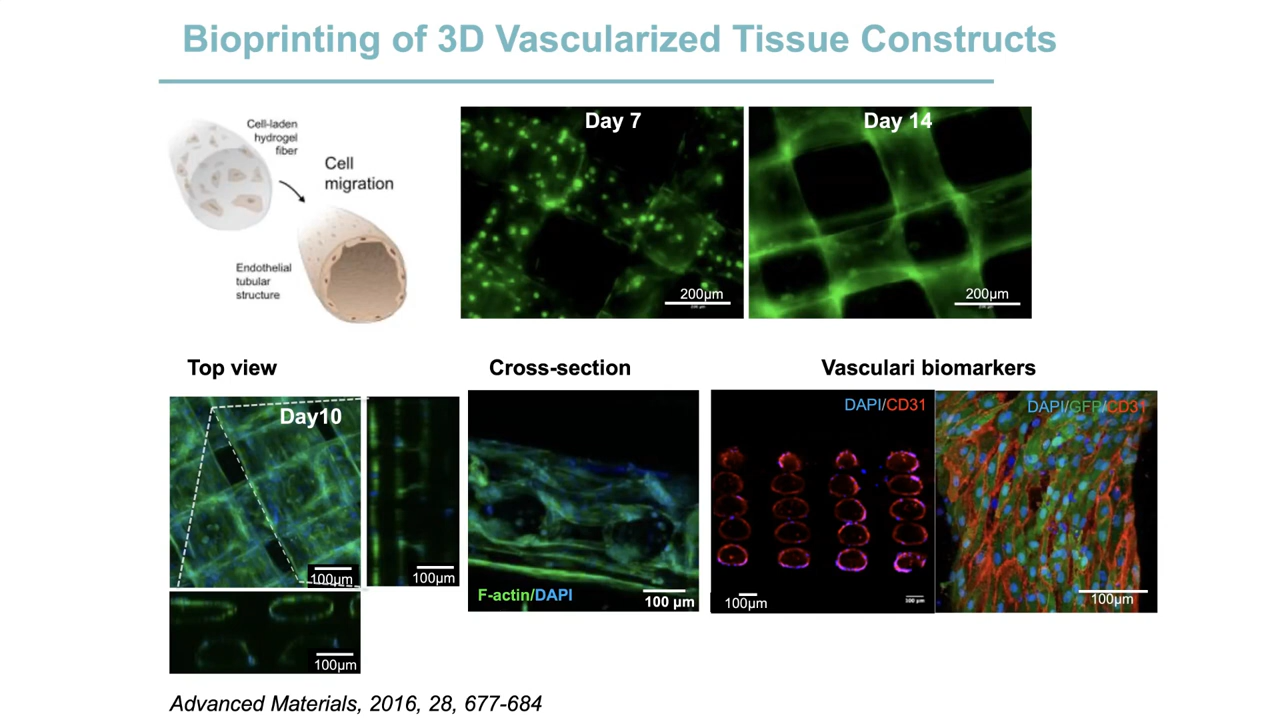 Bioprinting of 3D Vascularized Tissue Constructs
Cell-laden
hydrogel
fiber
Cell
migration
Endothelial
tubular
structure
Day 7
200µm
Day 14
200µm
Top view
Cross-section
Vasculari biomarkers
Day10
100µm
100µm
100µm
F-actin/DAPI
100 µm
DAPI/CD31
100µm
100 µm
DAPI/GFP/CD31
100µm
Advanced Materials, 2016, 28, 677-684